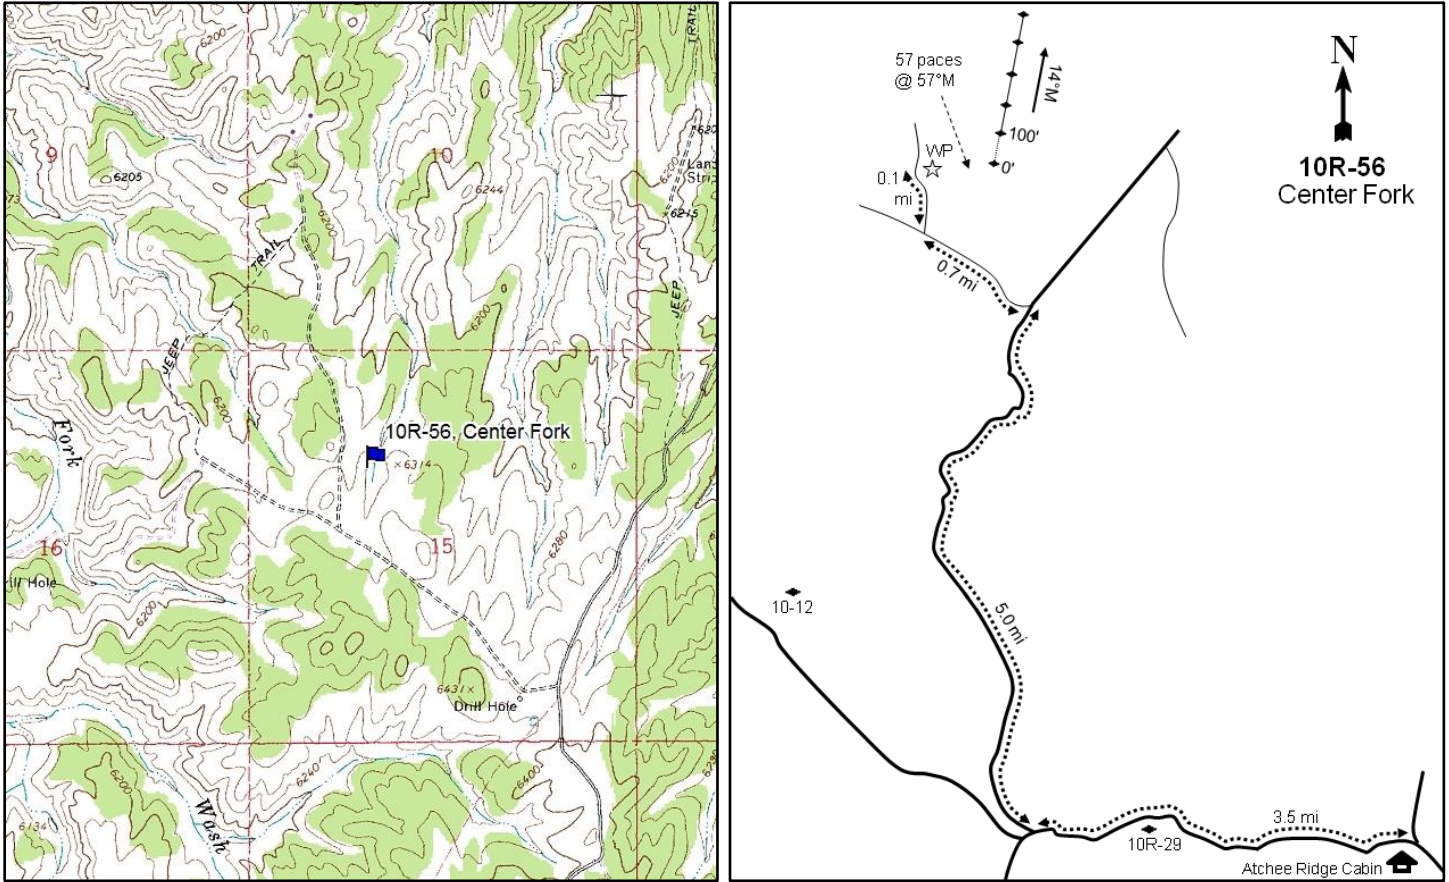 6200
TRAIL
9
10
6205
6244
6200
620
Land
Strip
6215
73
6200
TRAIL
JEEP
6200
JEEP
6200
10R-56, Center Fork
×6314
Fork
16
15
6280
ill Hole
6200
6431×
Drill Hole
6240
6400
6200
6134
Wash
57 paces
@ 57°M
14°M
100'
0'
WP
0.1
mi
0.7 mi
N
10R-56
Center Fork
10-12
5.0 mi
10R-29
3.5 mi
Atchee Ridge Cabin